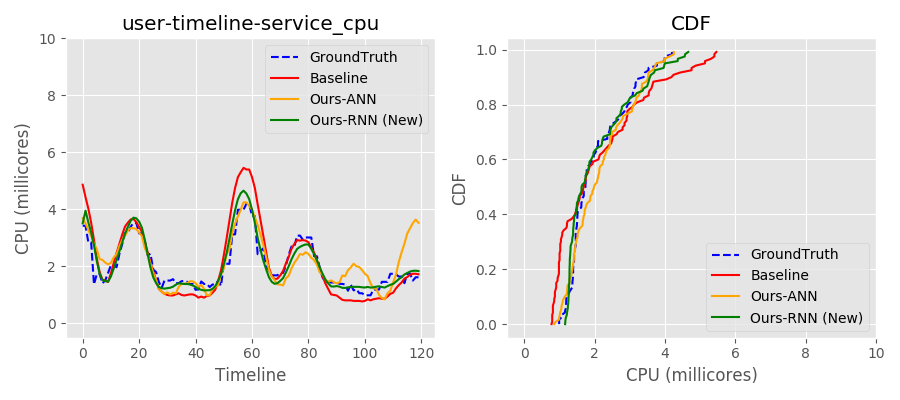 user-timeline-service_cpu
CPU (millicores)
10
8
6
4
2
0
GroundTruth
Baseline
Ours-ANN
Ours-RNN (New)
0 20 40 60 80 100 120
Timeline
CDF
CDF
1.0
0.8
0.6
0.4
0.2
0.0
GroundTruth
Baseline
Ours-ANN
Ours-RNN (New)
0 2 4 6 8 10
CPU (millicores)